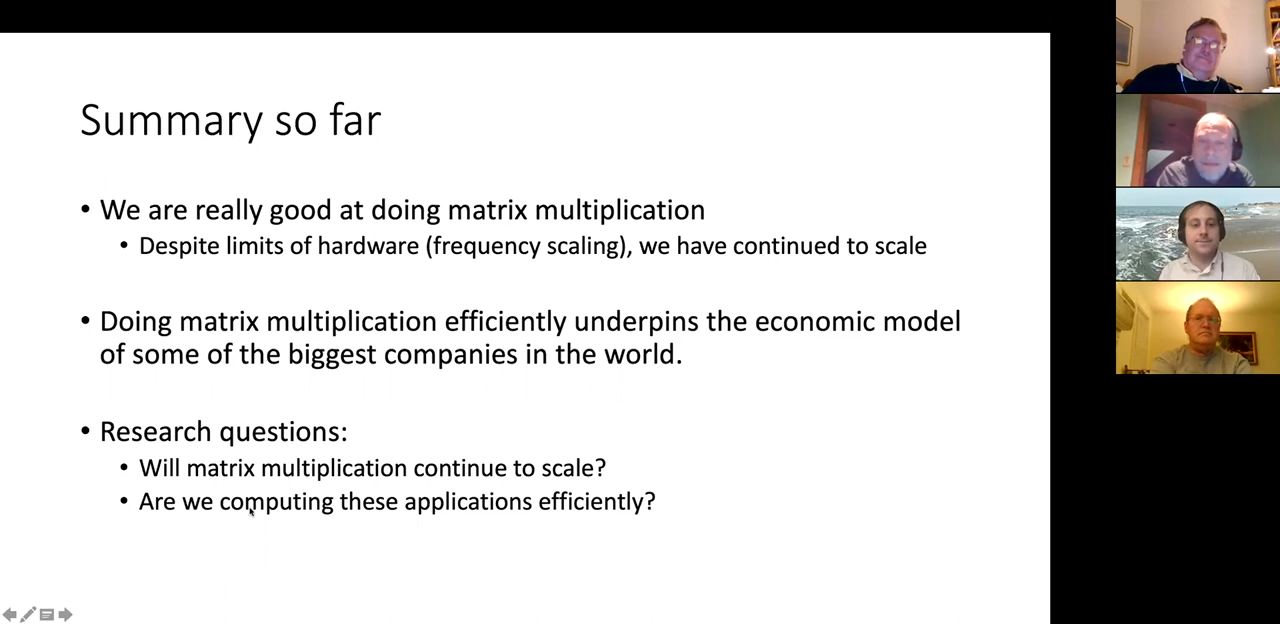 Summary so far
• We are really good at doing matrix multiplication
• Despite limits of hardware (frequency scaling), we have continued to scale
• Doing matrix multiplication efficiently underpins the economic model
of some of the biggest companies in the world.
• Research questions:
• Will matrix multiplication continue to scale?
• Are we computing these applications efficiently?